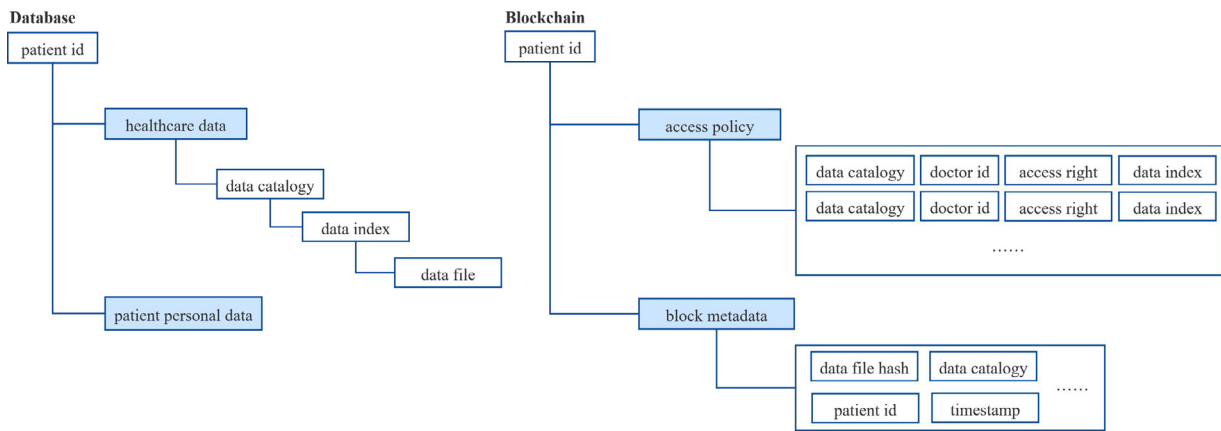 Database
patient id
healthcare data
data catalogy
data index
data file
patient personal data
Blockchain
patient id
access policy
data catalogy doctor id access right data index
data catalogy doctor id access right data index
......
block metadata
data file hash data catalogy ......
patient id timestamp